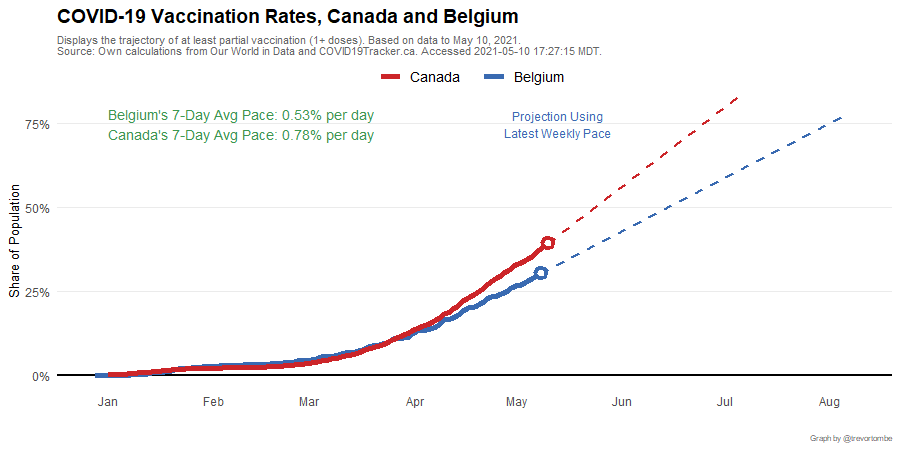 COVID-19 Vaccination Rates, Canada and Belgium
Displays the trajectory of at least partial vaccination (1+ doses). Based on data to May 10, 2021.
Source: Own calculations from Our World in Data and COVID19Tracker.ca. Accessed 2021-05-10 17:27:15 MDT.
Canada Belgium
Belgium's 7-Day Avg Pace: 0.53% per day
Canada's 7-Day Avg Pace: 0.78% per day
Projection Using
Latest Weekly Pace
Share of Population
75%
50%
25%
0%
Jan Feb Mar Apr May Jun Jul Aug
Graph by @trevortombe